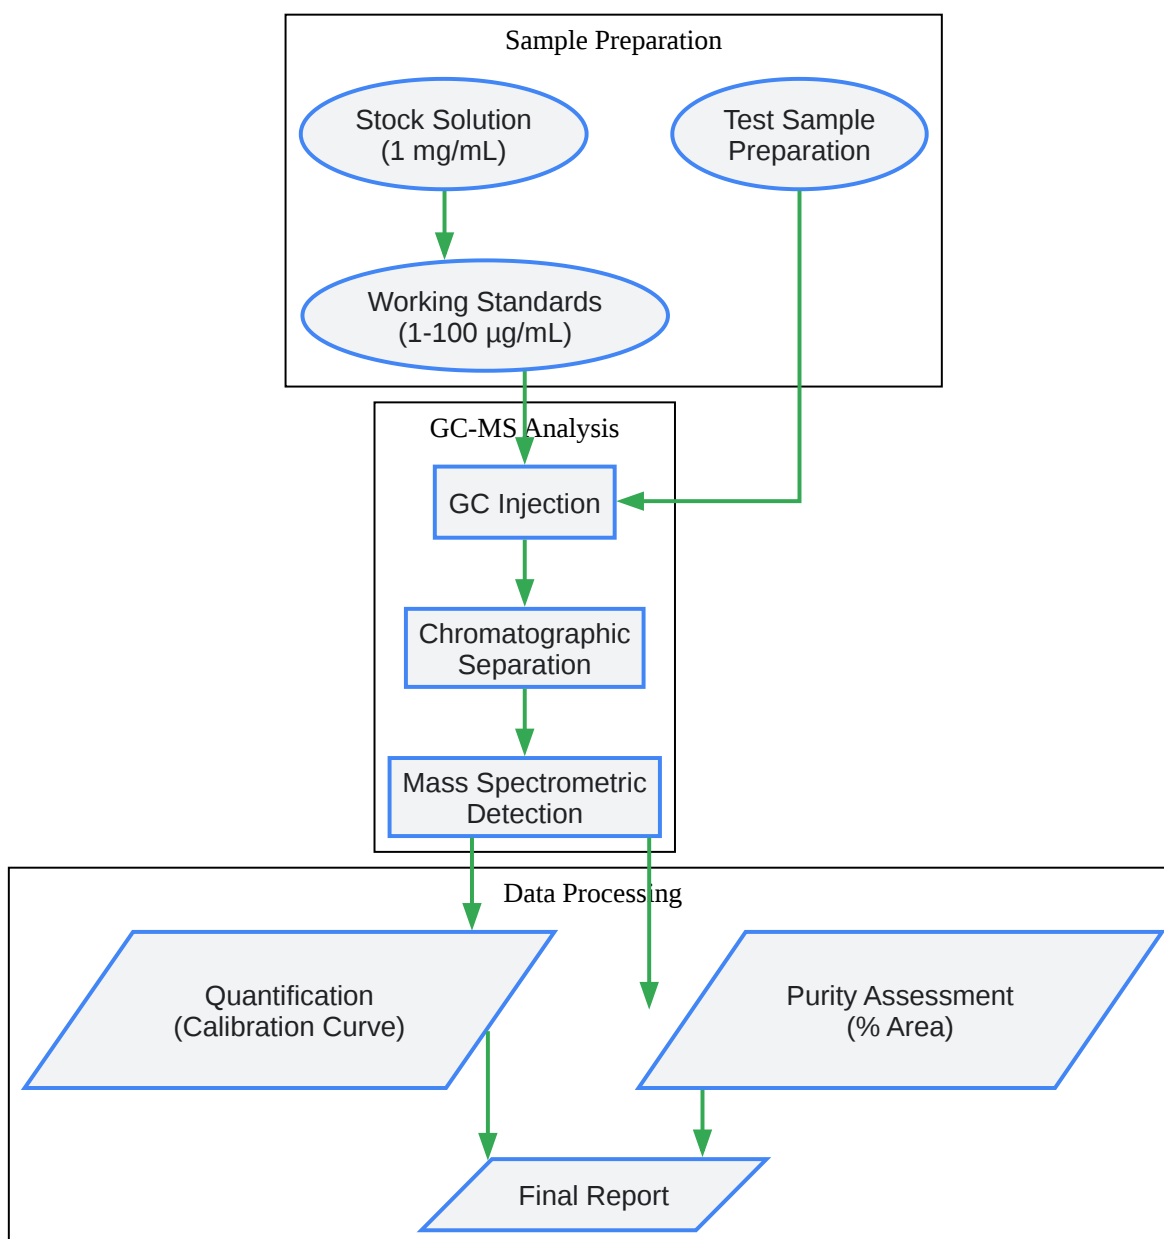 Sample Preparation
Stock Solution
(1 mg/mL)
Test Sample
Preparation
Working Standards
(1-100 µg/mL)
GC-MS Analysis
GC Injection
Chromatographic
Separation
Mass Spectrometric
Detection
Data Processing
Quantification
(Calibration Curve)
Purity Assessment
(% Area)
Final Report